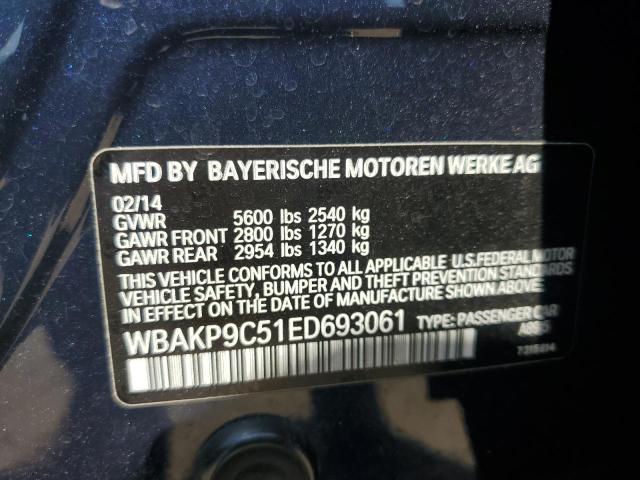 MFD BY BAYERISCHE MOTOREN WERKE AG
02/14
GVWR 5600 lbs 2540 kg
GAWR FRONT 2800 lbs 1270 kg
GAWR REAR 2954 lbs 1340 kg
THIS VEHICLE CONFORMS TO ALL APPLICABLE U.S. FEDERAL MOTOR
VEHICLE SAFETY, BUMPER AND THEFT PREVENTION STANDARDS
IN EFFECT ON THE DATE OF MANUFACTURE SHOWN ABOVE:
WBAKP9C51ED693061 TYPE: PASSENGER CAR